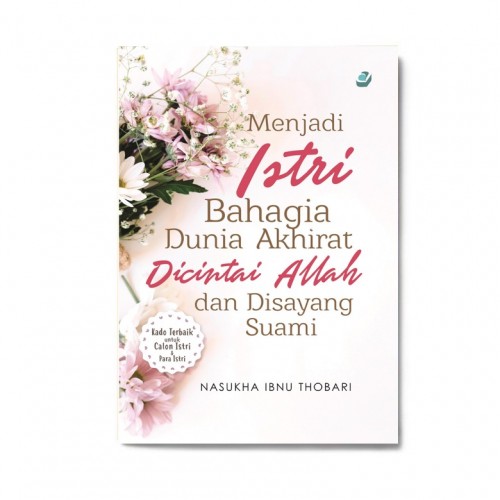 Menjadi
Istri
Bahagia
Dunia Akhirat
Dicintai Allah
dan Disayang
Suami
Kado Terbaik
untuk
Calon Istri
&
Para Istri
NASUKHA IBNU THOBARI